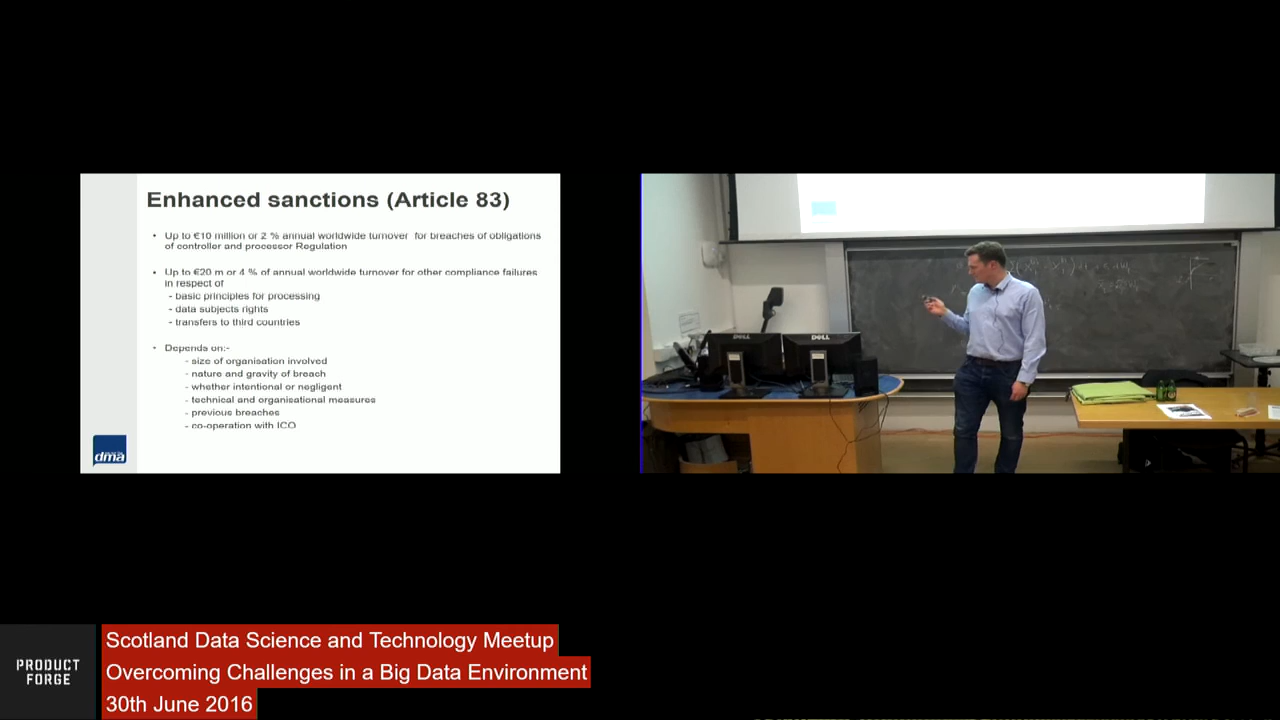 Enhanced sanctions (Article 83)
• Up to €10 million or 2 % annual worldwide turnover for breaches of obligations
of controller and processor Regulation
• Up to €20 m or 4 % of annual worldwide turnover for other compliance failures
in respect of
- basic principles for processing
- data subjects rights
- transfers to third countries
• Depends on:-
- size of organisation involved
- nature and gravity of breach
- whether intentional or negligent
- technical and organisational measures
- previous breaches
- co-operation with ICO
dma
DELL
DELL
PRODUCT
FORGE
Scotland Data Science and Technology Meetup
Overcoming Challenges in a Big Data Environment
30th June 2016